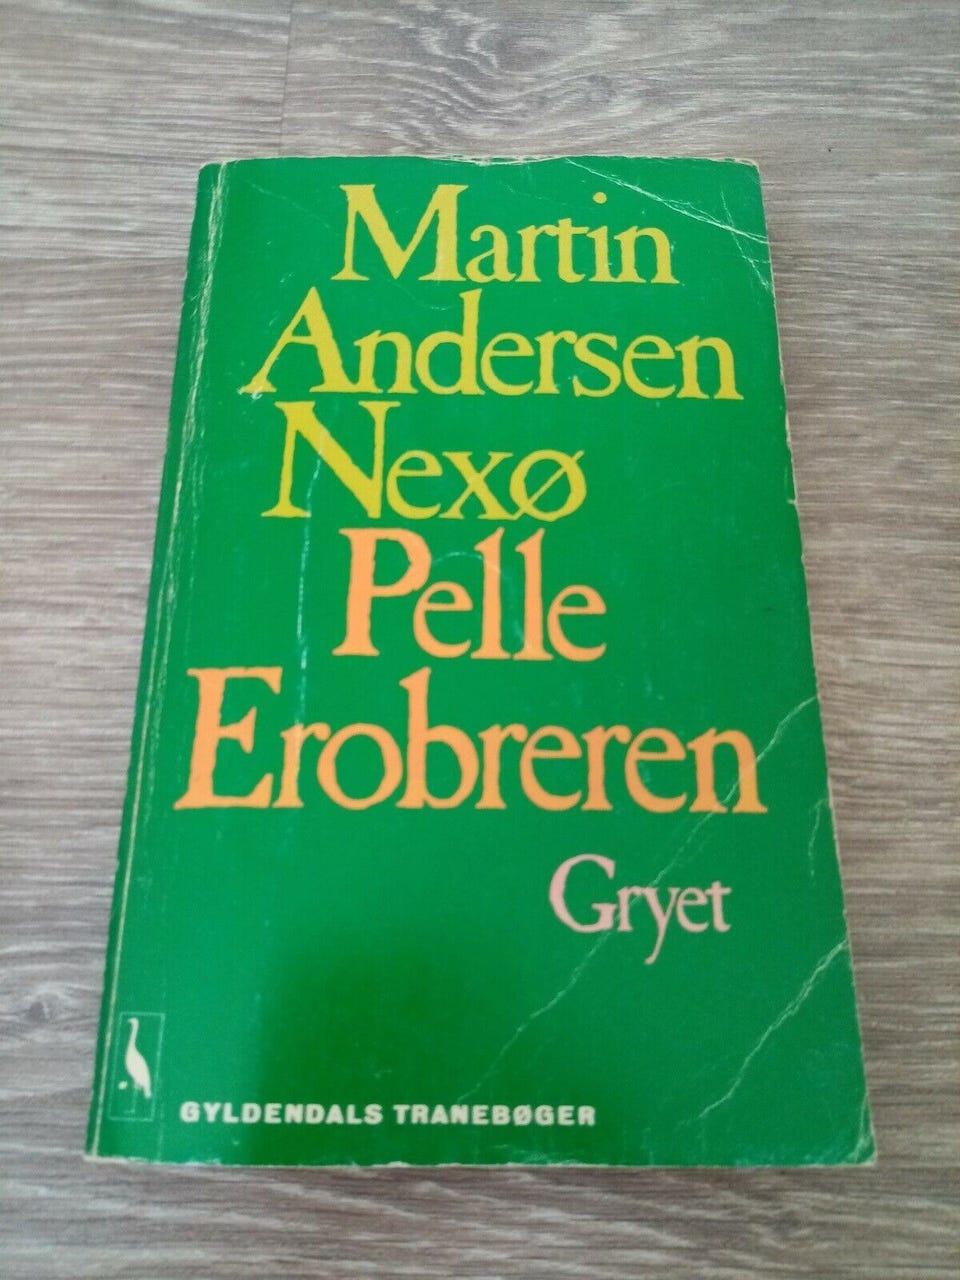 Martin
Andersen
Nexø
Pelle
Erobreren
Gryet
GYLDENDALS TRANEBØGER